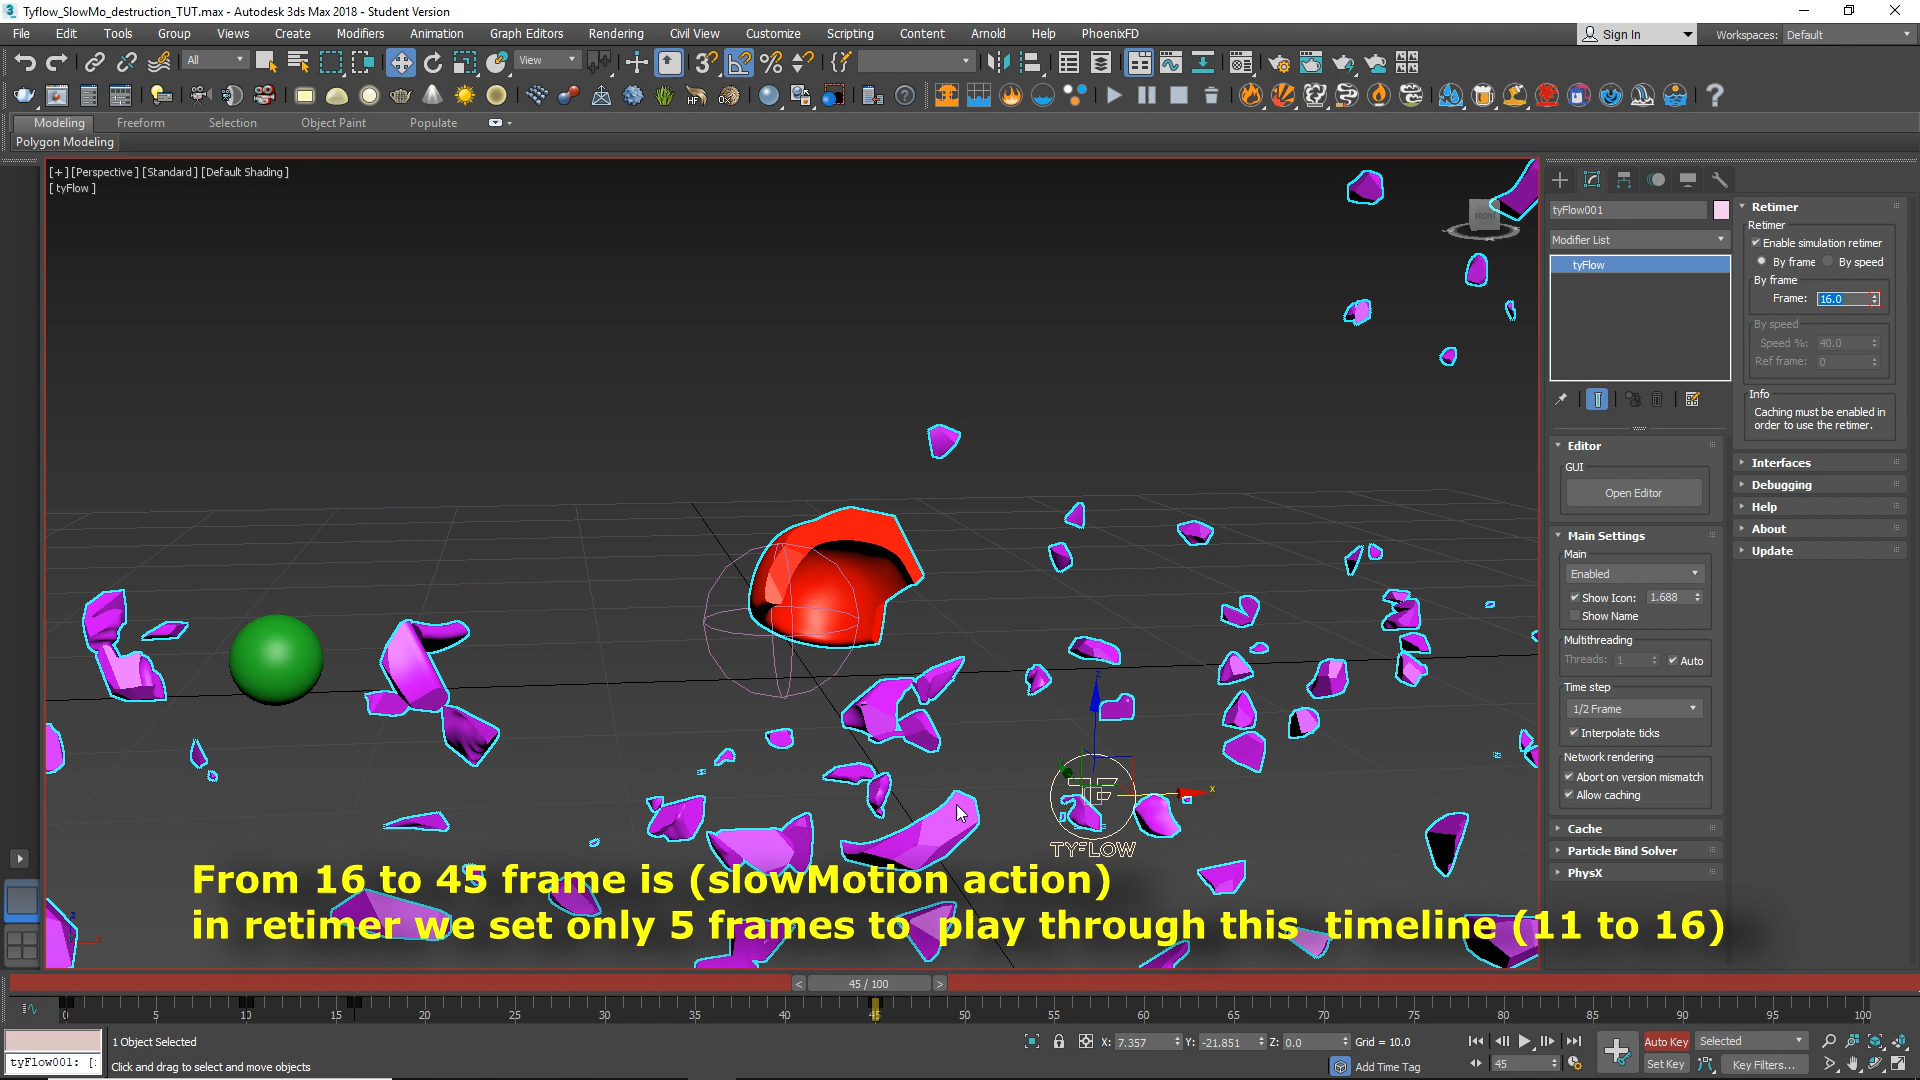 Tyflow_SlowMo_destruction_TUT.max - Autodesk 3ds Max 2018 - Student Version
File Edit Tools Group Views Create Modifiers Animation Graph Editors Rendering Civil View Customize Scripting Content Arnold Help PhoenixFD
Sign In Workspaces: Default
All View
Modeling Freeform Selection Object Paint Populate
Polygon Modeling
[+] [Perspective] [Standard] [Default Shading]
[ tyFlow ]
FRONT
tyFlow001
Modifier List
tyFlow
Editor
GUI
Open Editor
Main Settings
Main
Enabled
Show Icon: 1.688
Show Name
Multithreading
Threads: 1 Auto
Time step
1/2 Frame
Interpolate ticks
Network rendering
Abort on version mismatch
Allow caching
Cache
Particle Bind Solver
PhysX
Retimer
Retimer
Enable simulation retimer
By frame By speed
By frame
Frame: 16.0
By speed
Speed %: 40.0
Ref frame: 0
Info
Caching must be enabled in
order to use the retimer.
Interfaces
Debugging
Help
About
Update
z
x
TYFLOW
From 16 to 45 frame is (slowMotion action)
in retimer we set only 5 frames to play through this timeline (11 to 16)
z
x
< 45 / 100 >
0 5 10 15 20 25 30 35 40 45 50 55 60 65 70 75 80 85 90 95 100
1 Object Selected
X: 7.357 Y: -21.851 Z: 0.0 Grid = 10.0
Auto Key Selected
tyFlow001: [
Click and drag to select and move objects
Add Time Tag
45
Set Key Key Filters...